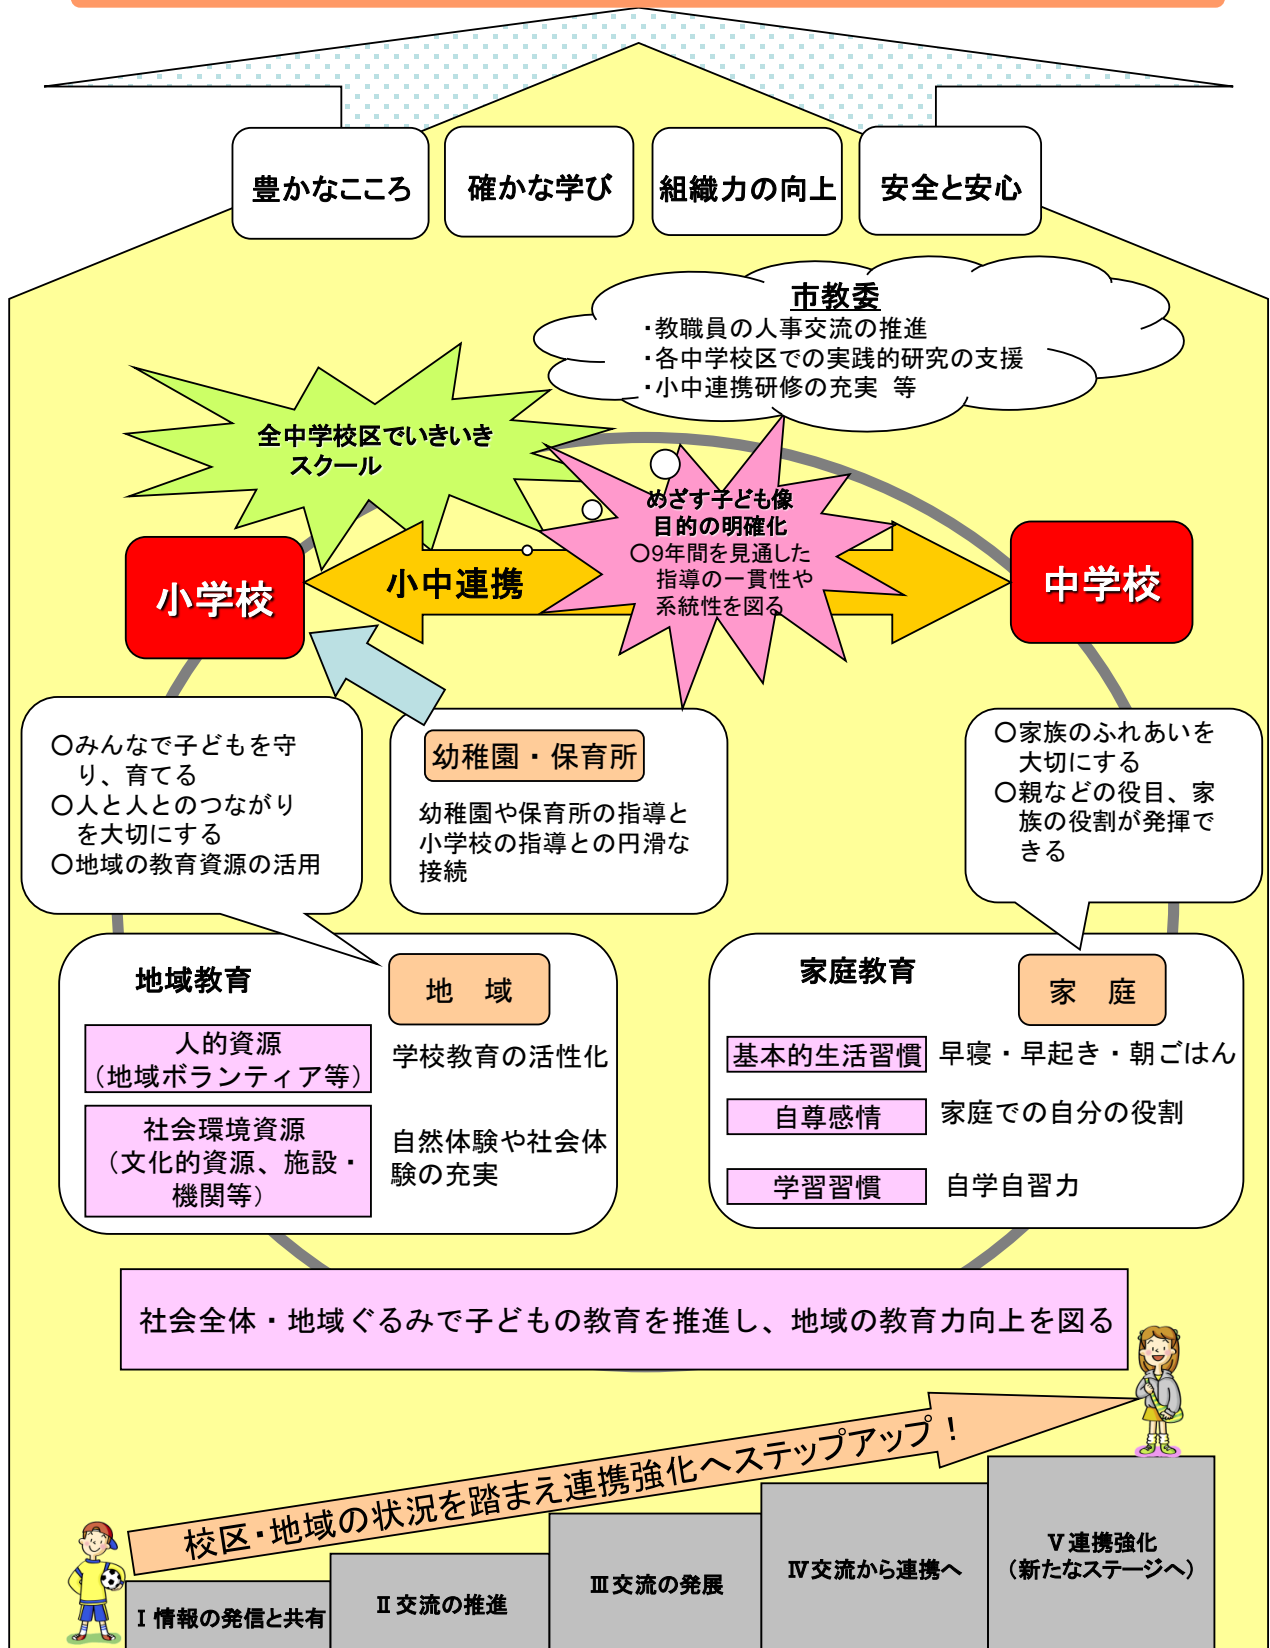 豊かなこころ
確かな学び
組織力の向上
安全と安心
市教委
・教職員の人事交流の推進
・各中学校区での実践的研究の支援
・小中連携研修の充実 等
全中学校区でいきいき
スクール
めざす子ども像
目的の明確化
○9年間を見通した
指導の一貫性や
系統性を図る
小学校
小中連携
中学校
○みんなで子どもを守
り、育てる
○人と人とのつながり
を大切にする
○地域の教育資源の活用
幼稚園・保育所
幼稚園や保育所の指導と
小学校の指導との円滑な
接続
○家族のふれあいを
大切にする
○親などの役目、家
族の役割が発揮で
きる
地域教育
地 域
人的資源
（地域ボランティア等）
学校教育の活性化
社会環境資源
（文化的資源、施設・
機関等）
自然体験や社会体
験の充実
家庭教育
家 庭
基本的生活習慣
早寝・早起き・朝ごはん
自尊感情
家庭での自分の役割
学習習慣
自学自習力
社会全体・地域ぐるみで子どもの教育を推進し、地域の教育力向上を図る
校区・地域の状況を踏まえ連携強化へステップアップ！
Ⅰ 情報の発信と共有
Ⅱ 交流の推進
Ⅲ 交流の発展
Ⅳ 交流から連携へ
Ⅴ 連携強化
（新たなステージへ）